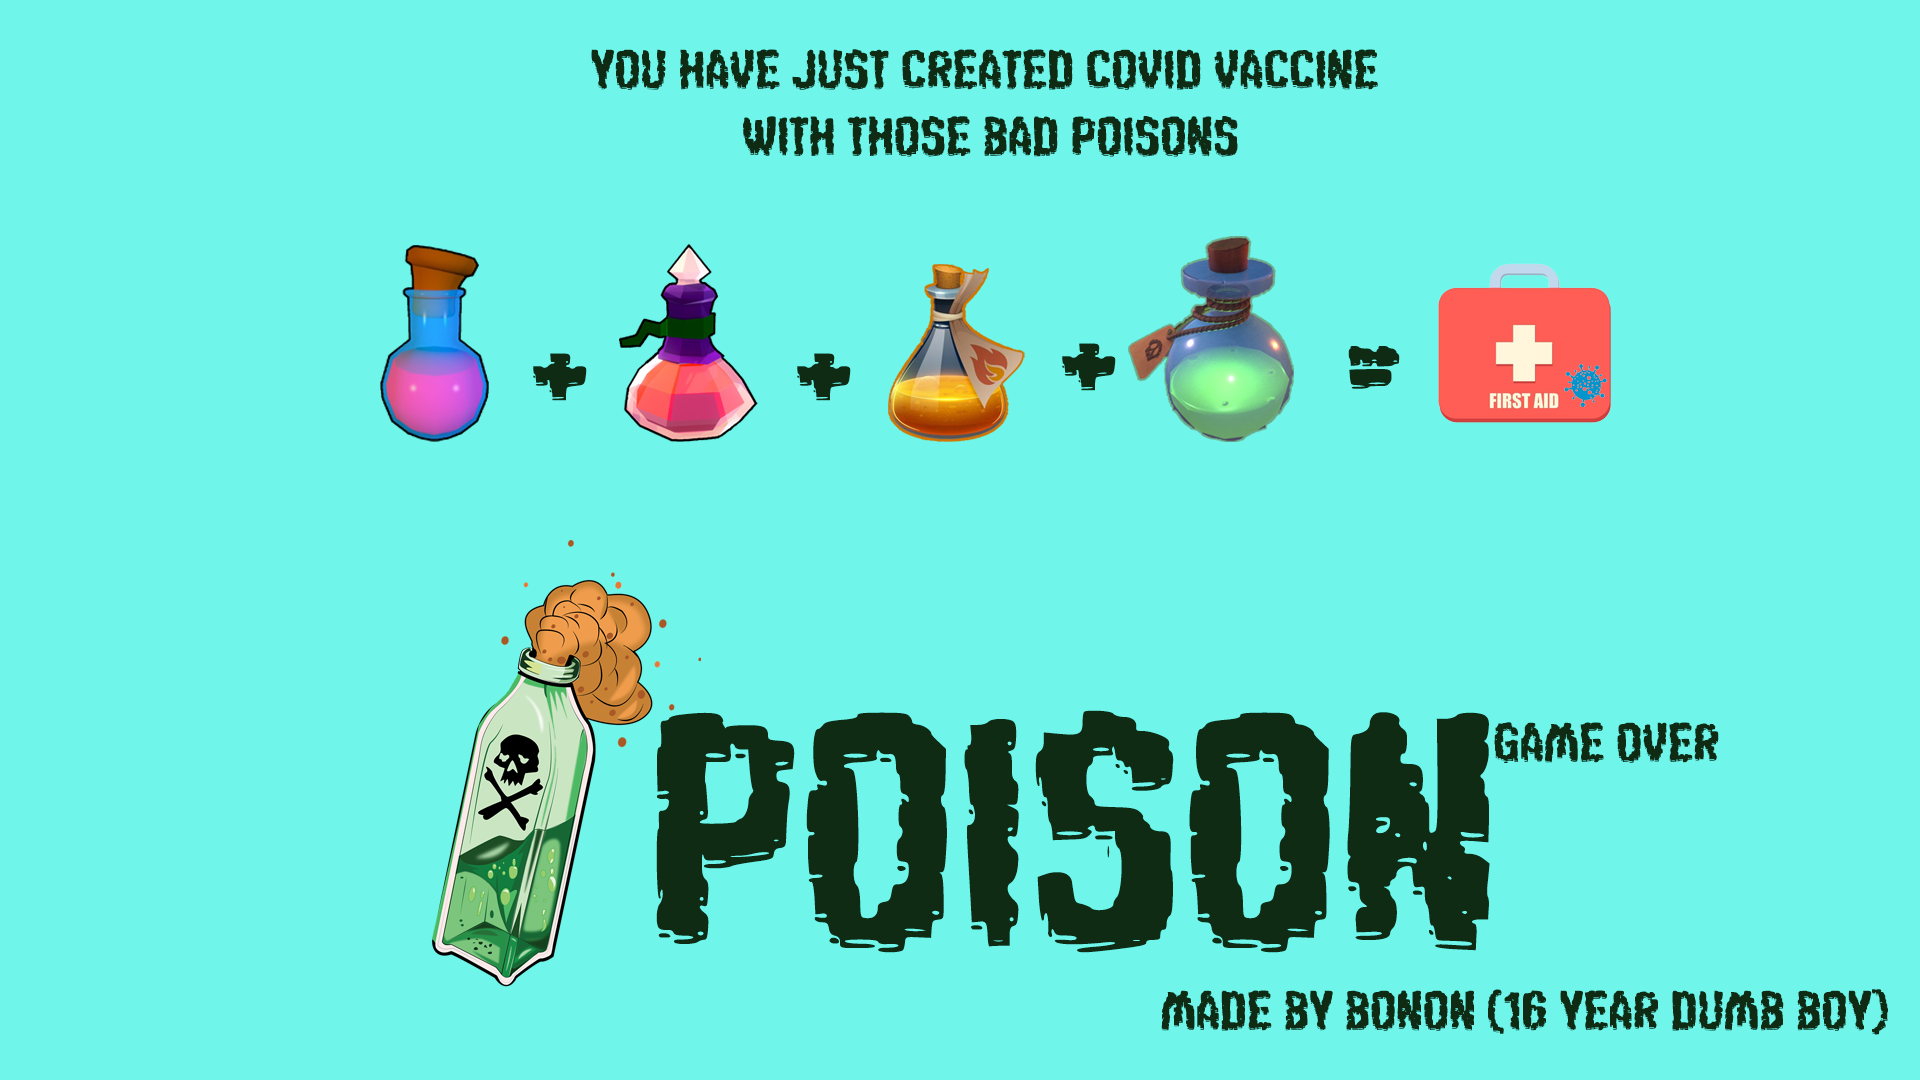 YOU HAVE JUST CREATED COVID VACCINE
WITH THOSE BAD POISONS
+ + + =
FIRST AID
POISON
GAME OVER
MADE BY BONON (16 YEAR DUMB BOY)